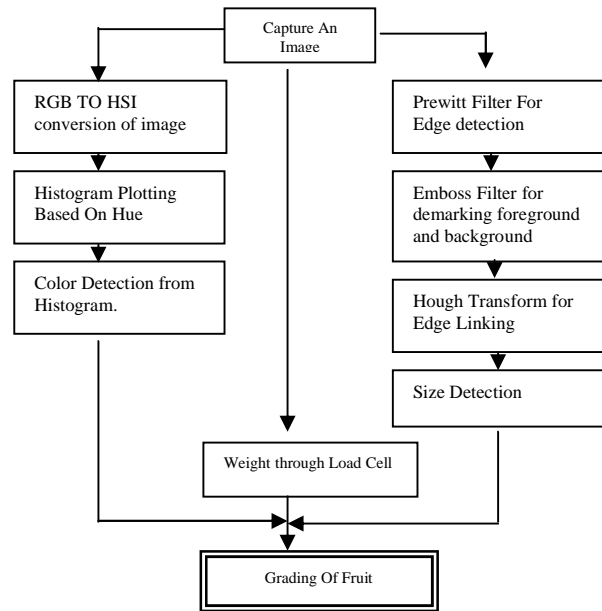 Capture An
Image
RGB TO HSI
conversion of image
Histogram Plotting
Based On Hue
Color Detection from
Histogram.
Prewitt Filter For
Edge detection
Emboss Filter for
demarking foreground
and background
Hough Transform for
Edge Linking
Size Detection
Weight through Load Cell
Grading Of Fruit